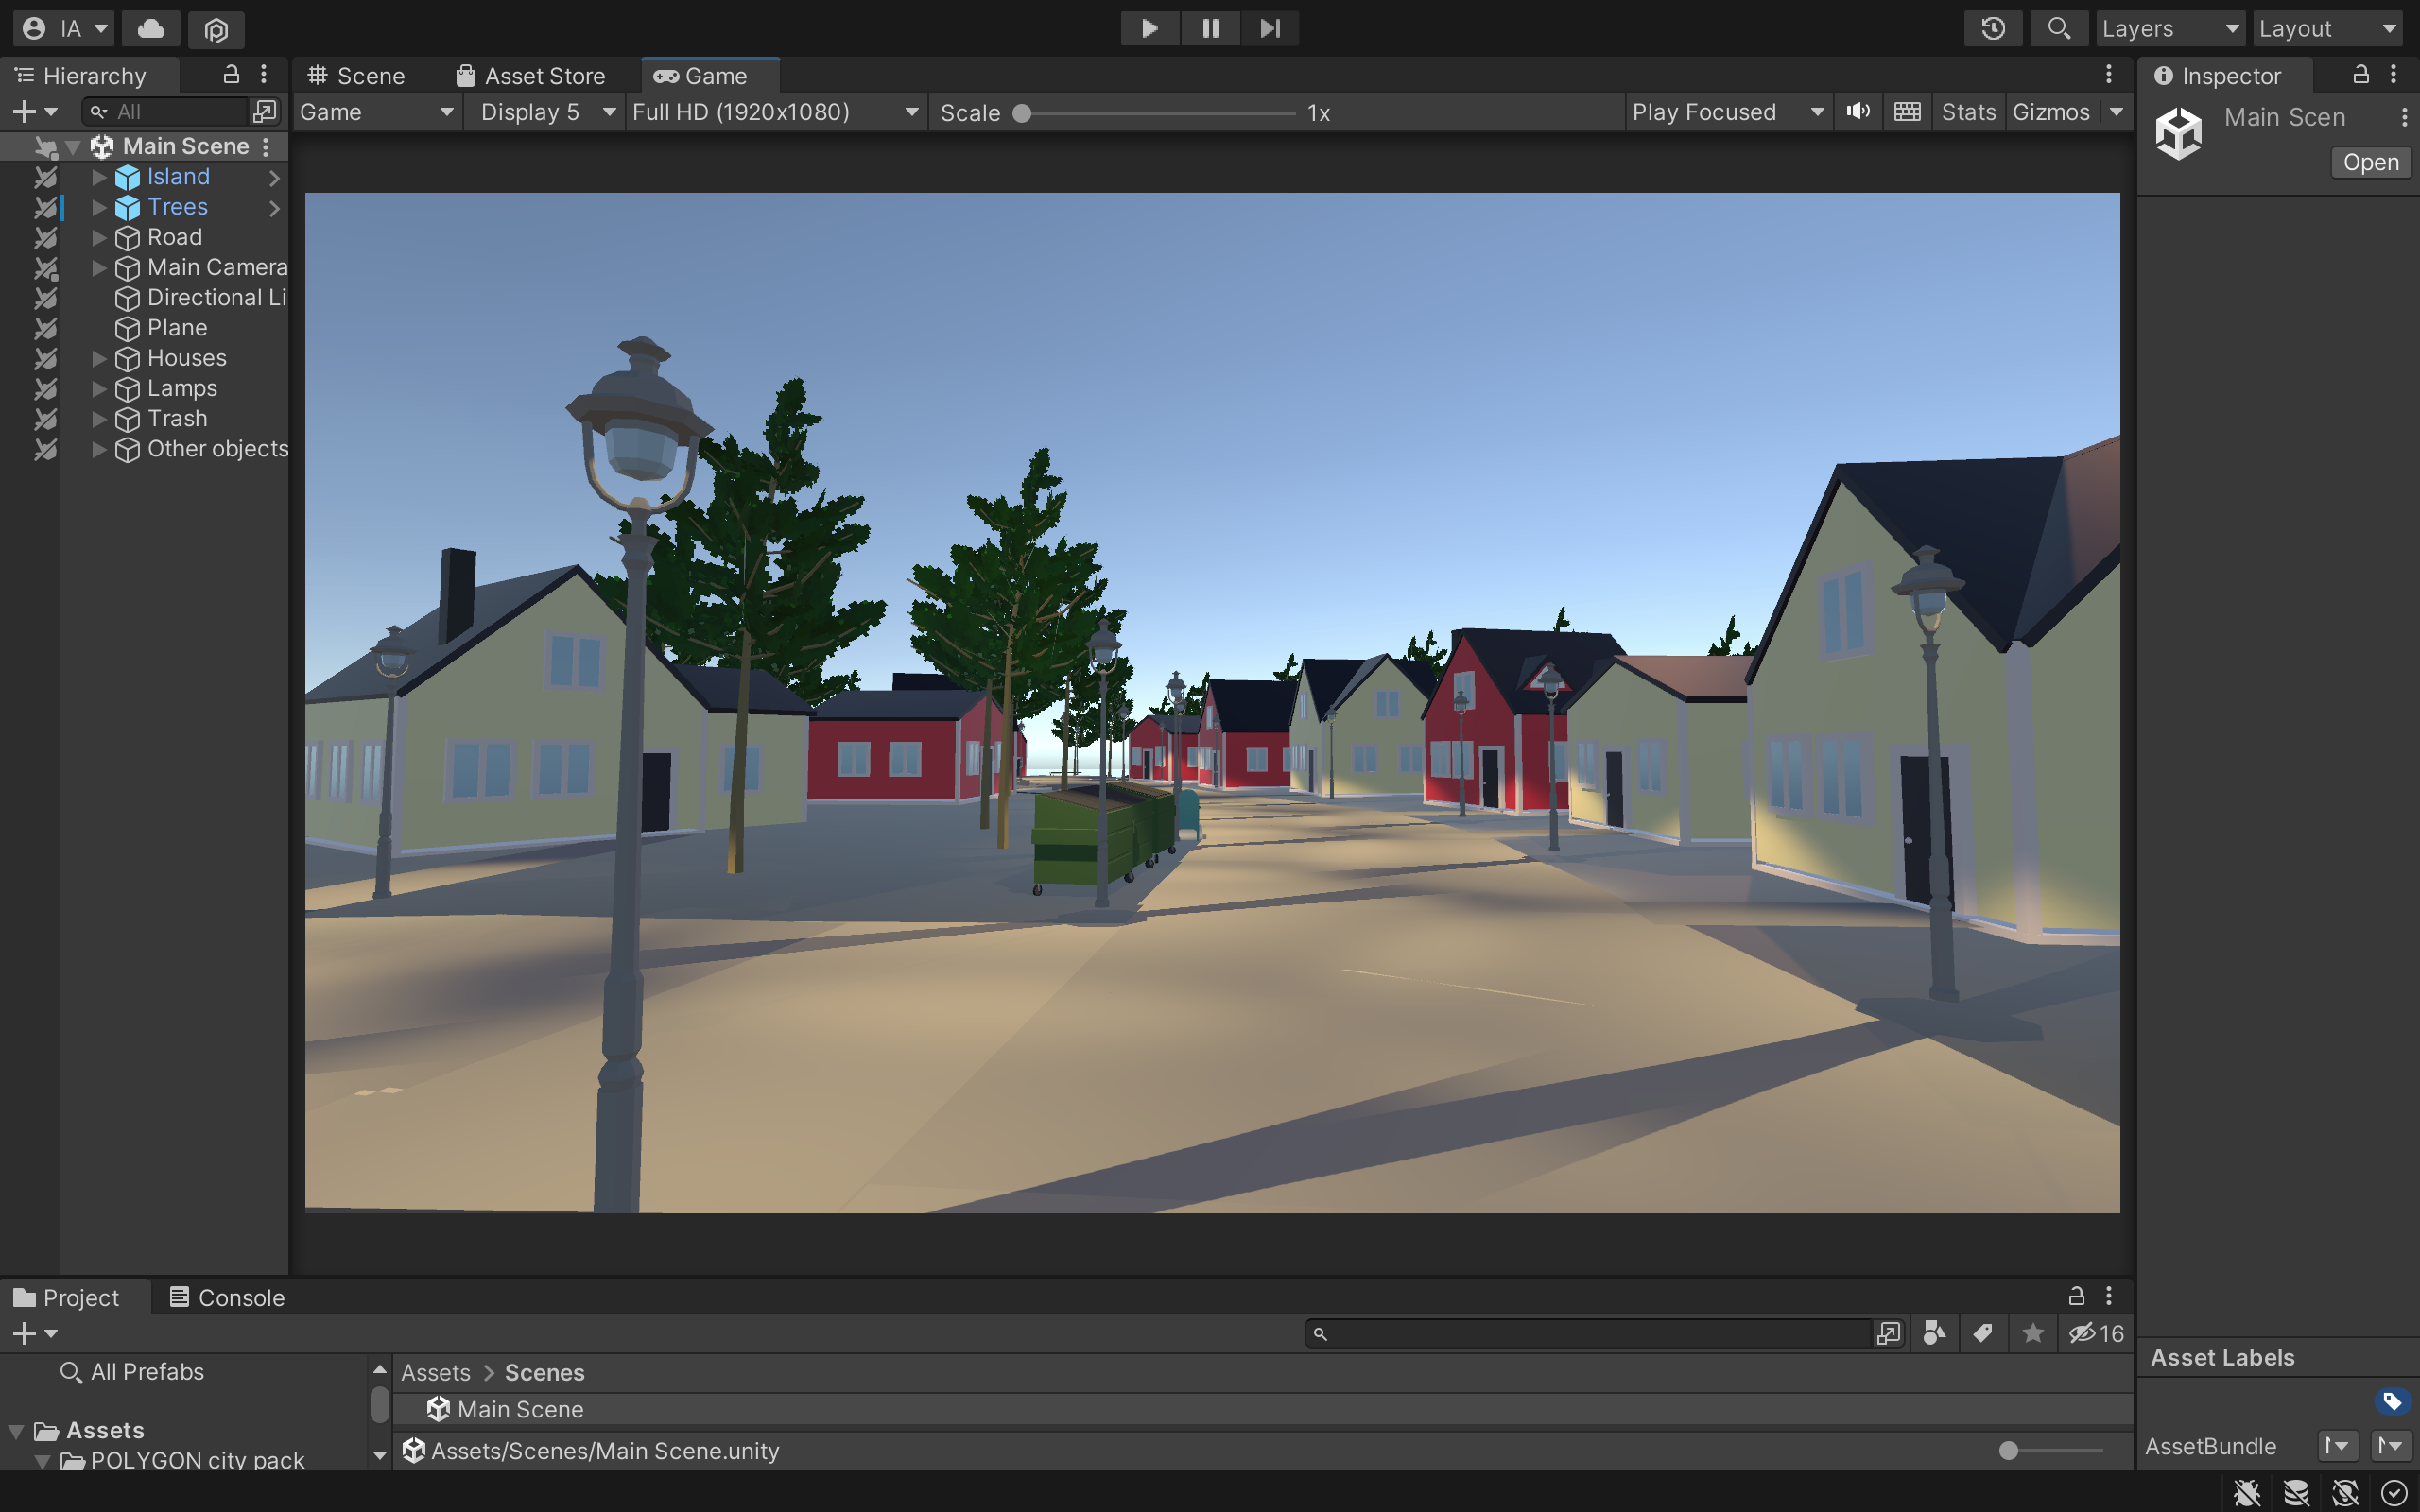 IA
Layers
Layout
Hierarchy
Scene
Asset Store
Game
Inspector
All
Game
Display 5
Full HD (1920x1080)
Scale
1x
Play Focused
Stats
Gizmos
Main Scen
Open
Main Scene
Island
Trees
Road
Main Camera
Directional Li
Plane
Houses
Lamps
Trash
Other objects
Project
Console
16
All Prefabs
Assets > Scenes
Asset Labels
Main Scene
Assets
Assets/Scenes/Main Scene.unity
AssetBundle
POLYGON city pack